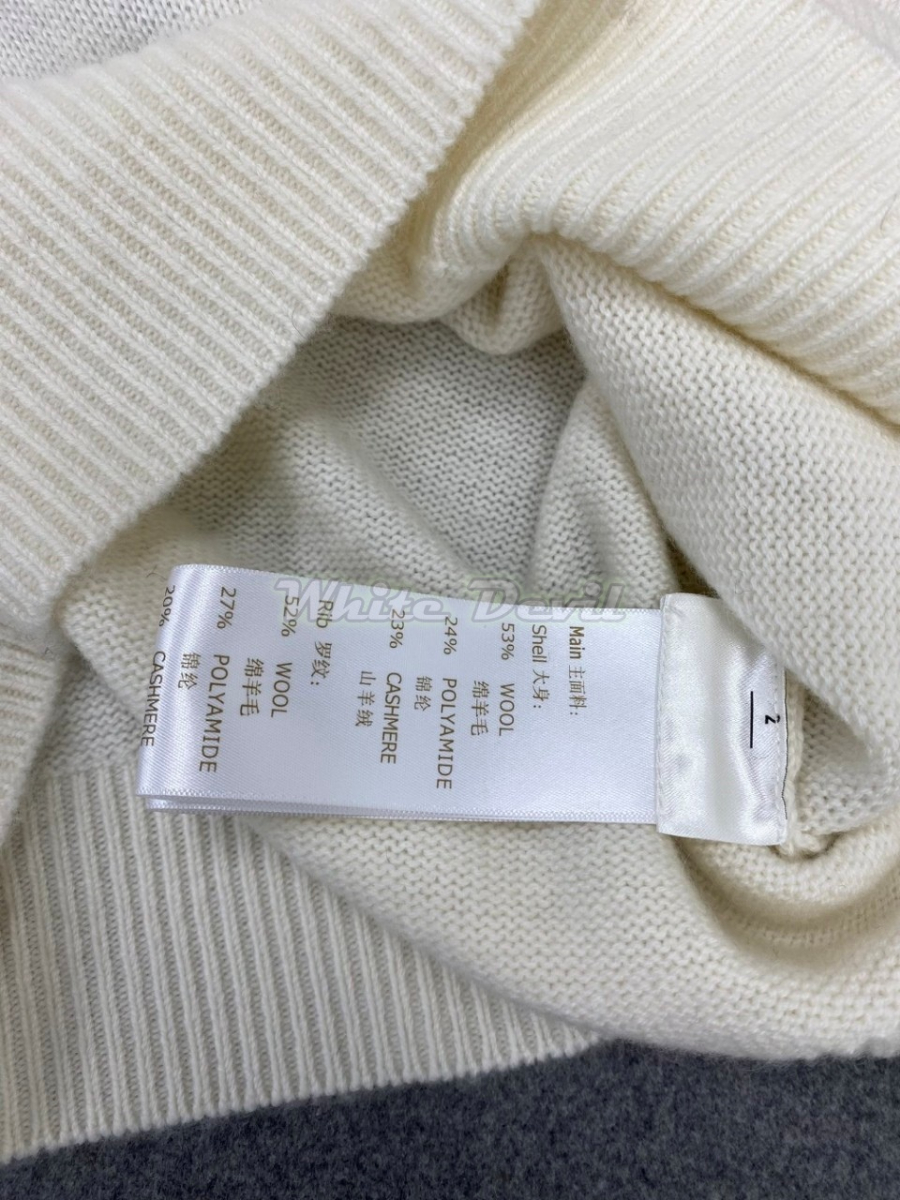 2
Main 主面料:
Shell 大身:
53% WOOL
绵羊毛
24% POLYAMIDE
锦纶
23% CASHMERE
山羊绒
Rib 罗纹:
52% WOOL
绵羊毛
27% POLYAMIDE
锦纶
CASHMERE
White Devil